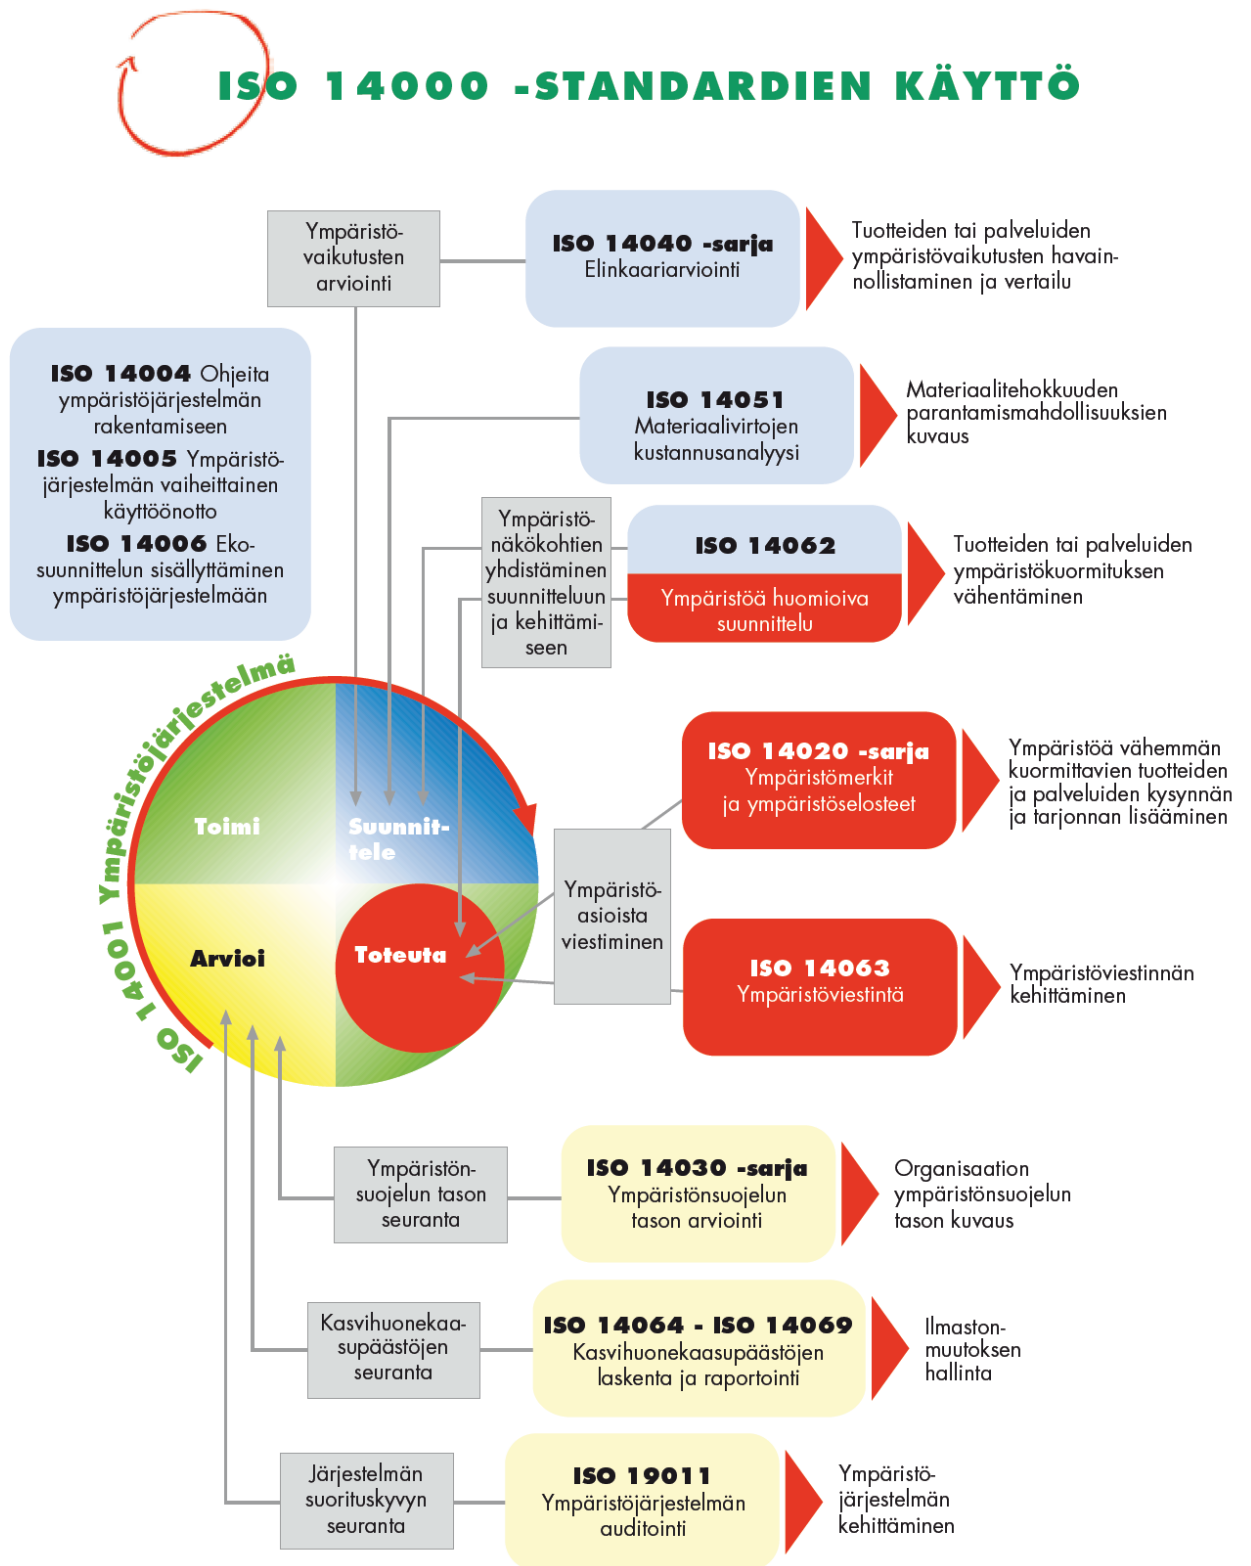 ISO 14000 -STANDARDIEN KÄYTTÖ
Ympäristö-
vaikutusten
arviointi
ISO 14040 -sarja
Elinkaariarviointi
Tuotteiden tai palveluiden
ympäristövaikutusten havain-
nollistaminen ja vertailu
ISO 14004 Ohjeita
ympäristöjärjestelmän
rakentamiseen
ISO 14005 Ympäristö-
järjestelmän vaiheittainen
käyttöönotto
ISO 14006 Eko-
suunnittelun sisällyttäminen
ympäristöjärjestelmään
ISO 14051
Materiaalivirtojen
kustannusanalyysi
Materiaalitehokkuuden
parantamismahdollisuuksien
kuvaus
Ympäristö-
näkökohtien
yhdistäminen
suunnitteluun
ja kehittämi-
seen
ISO 14062
Ympäristöä huomioiva
suunnittelu
Tuotteiden tai palveluiden
ympäristökuormituksen
vähentäminen
ISO 14001 Ympäristöjärjestelmä
Toimi
Suunnit-
tele
Arvioi
Toteuta
ISO 14020 -sarja
Ympäristömerkit
ja ympäristöselosteet
Ympäristöä vähemmän
kuormittavien tuotteiden
ja palveluiden kysynnän
ja tarjonnan lisääminen
Ympäristö-
asioista
viestiminen
ISO 14063
Ympäristöviestintä
Ympäristöviestinnän
kehittäminen
Ympäristön-
suojelun tason
seuranta
ISO 14030 -sarja
Ympäristönsuojelun
tason arviointi
Organisaation
ympäristönsuojelun
tason kuvaus
Kasvihuonekaa-
supäästöjen
seuranta
ISO 14064 - ISO 14069
Kasvihuonekaasupäästöjen
laskenta ja raportointi
Ilmaston-
muutoksen
hallinta
Järjestelmän
suorituskyvyn
seuranta
ISO 19011
Ympäristöjärjestelmän
auditointi
Ympäristö-
järjestelmän
kehittäminen